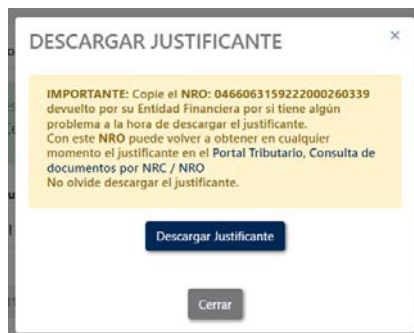 DESCARGAR JUSTIFICANTE
×
IMPORTANTE: Copie el NRO: 0466063159222000260339
devuelto por su Entidad Financiera por si tiene algún
problema a la hora de descargar el justificante.
Con este NRO puede volver a obtener en cualquier
momento el justificante en el Portal Tributario, Consulta de
documentos por NRC / NRO
No olvide descargar el justificante.
Descargar Justificante
Cerrar